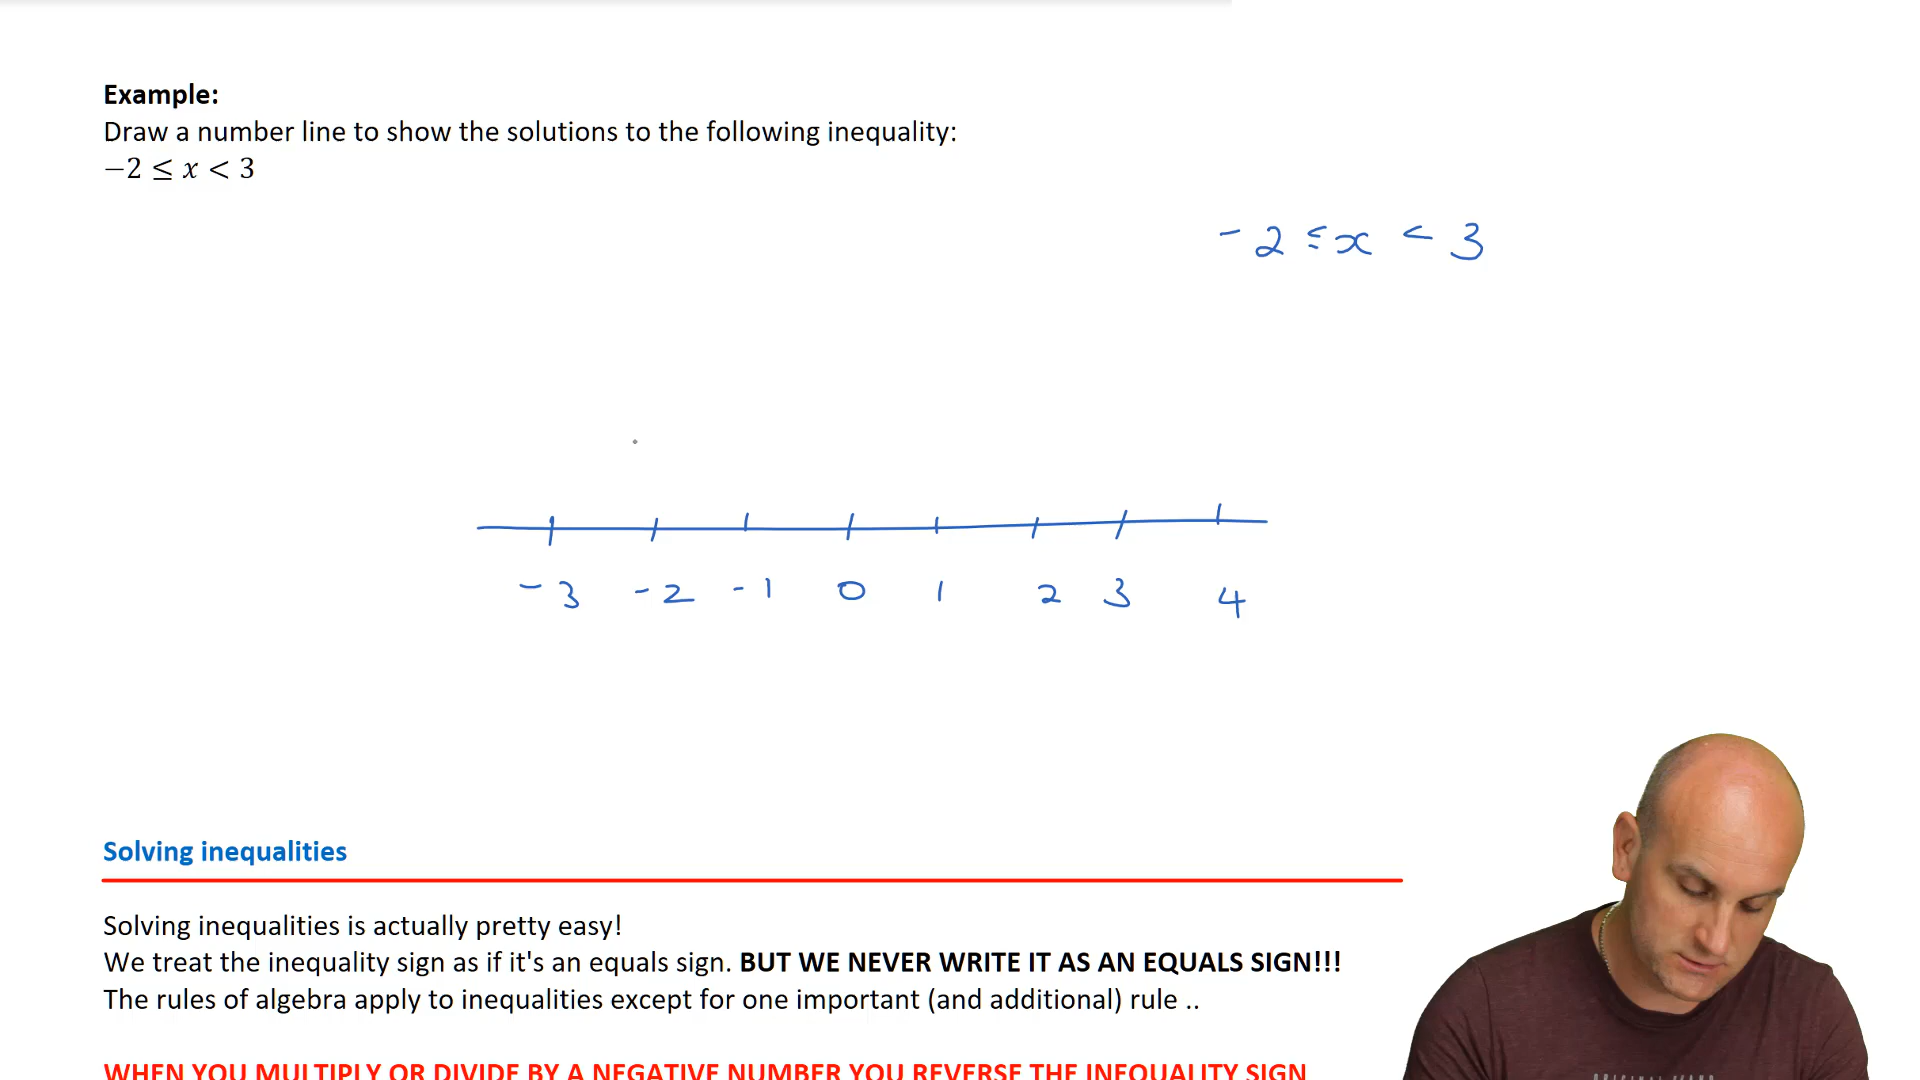 Example:
Draw a number line to show the solutions to the following inequality:
−2 ≤ x < 3
-2 ≤ x < 3
-3 -2 -1 0 1 2 3 4
Solving inequalities
Solving inequalities is actually pretty easy!
We treat the inequality sign as if it's an equals sign. BUT WE NEVER WRITE IT AS AN EQUALS SIGN!!!
The rules of algebra apply to inequalities except for one important (and additional) rule ..
WHEN YOU MULTIPLY OR DIVIDE BY A NEGATIVE NUMBER YOU REVERSE THE INEQUALITY SIGN